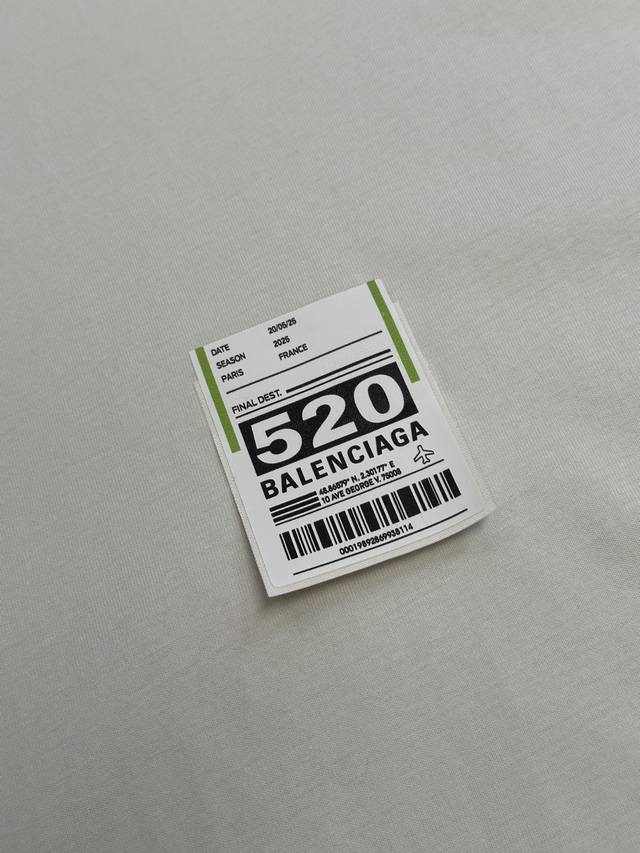 DATE 20/05/25
SEASON 2025
PARIS FRANCE
FINAL DEST.
520
BALENCIAGA
48.86879° N, 2.30177° E
10 AVE GEORGE V, 75008
00019892869938114